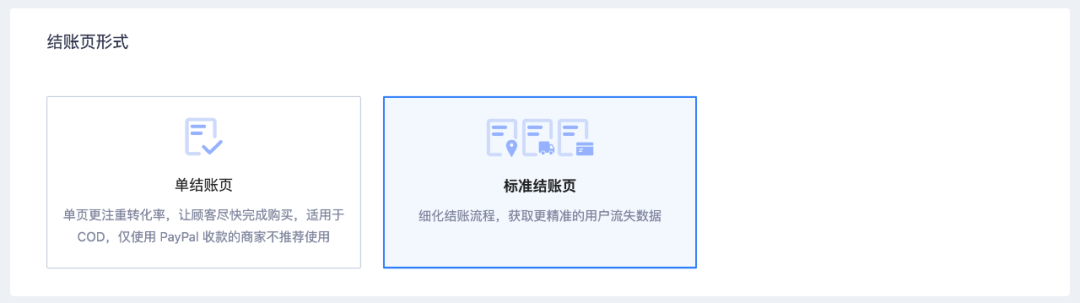 结账页形式
单结账页
单页更注重转化率，让顾客尽快完成购买，适用于
COD，仅使用 PayPal 收款的商家不推荐使用
标准结账页
细化结账流程，获取更精准的用户流失数据